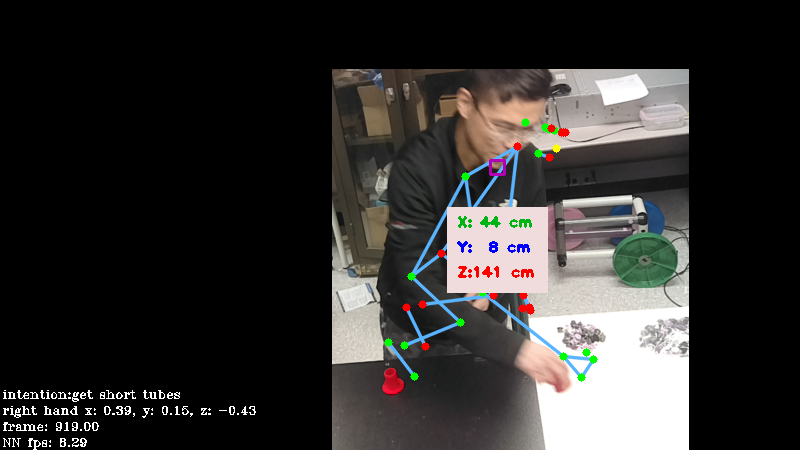 X: 44 cm
Y: 8 cm
Z:141 cm
intention:get short tubes
right hand x: 0.39, y: 0.15, z: -0.43
frame: 919.00
NN fps: 8.29